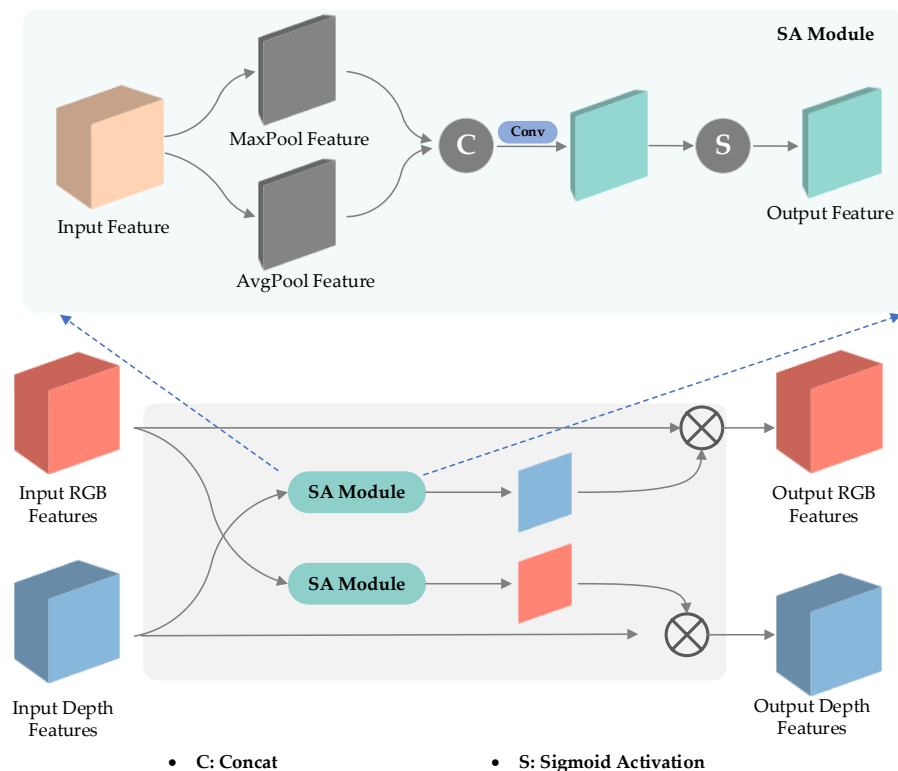 SA Module
MaxPool Feature
C
Conv
S
Input Feature
Output Feature
AvgPool Feature
Input RGB
Features
SA Module
Output RGB
Features
SA Module
Input Depth
Features
Output Depth
Features
• C: Concat
• S: Sigmoid Activation